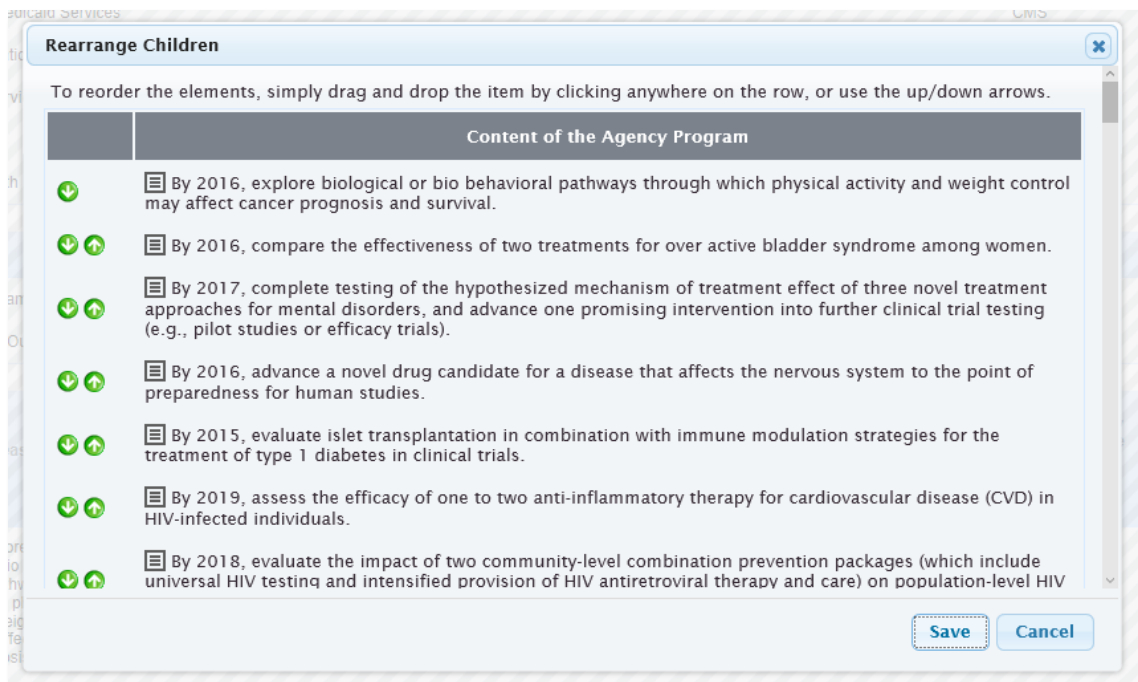 edicaid Services
CMS
Rearrange Children
To reorder the elements, simply drag and drop the item by clicking anywhere on the row, or use the up/down arrows.
Content of the Agency Program
By 2016, explore biological or bio behavioral pathways through which physical activity and weight control
may affect cancer prognosis and survival.
By 2016, compare the effectiveness of two treatments for over active bladder syndrome among women.
By 2017, complete testing of the hypothesized mechanism of treatment effect of three novel treatment
approaches for mental disorders, and advance one promising intervention into further clinical trial testing
(e.g., pilot studies or efficacy trials).
By 2016, advance a novel drug candidate for a disease that affects the nervous system to the point of
preparedness for human studies.
By 2015, evaluate islet transplantation in combination with immune modulation strategies for the
treatment of type 1 diabetes in clinical trials.
By 2019, assess the efficacy of one to two anti-inflammatory therapy for cardiovascular disease (CVD) in
HIV-infected individuals.
By 2018, evaluate the impact of two community-level combination prevention packages (which include
universal HIV testing and intensified provision of HIV antiretroviral therapy and care) on population-level HIV
Save
Cancel